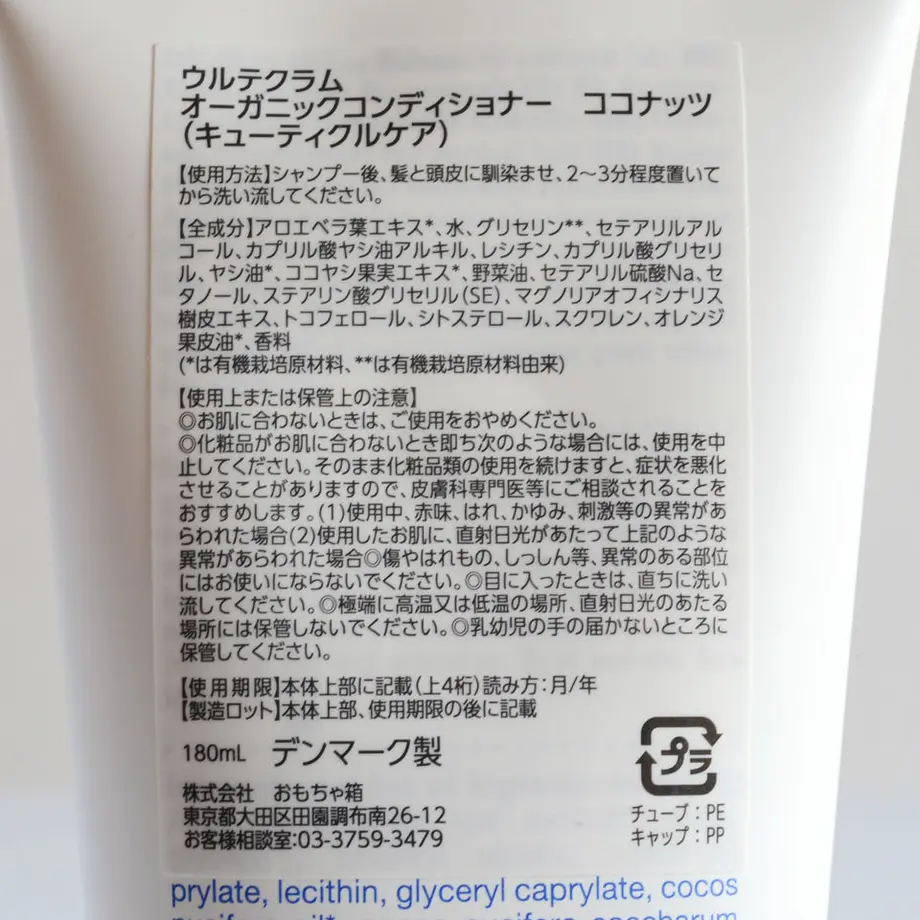 ウルテクラム
オーガニックコンディショナー　ココナッツ
（キューティクルケア）
【使用方法】シャンプー後、髪と頭皮に馴染ませ、2～3分程度置いて
から洗い流してください。
【全成分】アロエベラ葉エキス*、水、グリセリン**、セテアリルアル
コール、カプリル酸ヤシ油アルキル、レシチン、カプリル酸グリセリ
ル、ヤシ油*、ココヤシ果実エキス*、野菜油、セテアリル硫酸Na、セ
タノール、ステアリン酸グリセリル（SE）、マグノリアオフィシナリス
樹皮エキス、トコフェロール、シトステロール、スクワレン、オレンジ
果皮油*、香料
(*は有機栽培原材料、**は有機栽培原材料由来)
【使用上または保管上の注意】
◎お肌に合わないときは、ご使用をおやめください。
◎化粧品がお肌に合わないとき即ち次のような場合には、使用を中
止してください。そのまま化粧品類の使用を続けますと、症状を悪化
させることがありますので、皮膚科専門医等にご相談されることを
おすすめします。(1)使用中、赤味、はれ、かゆみ、刺激等の異常があ
らわれた場合(2)使用したお肌に、直射日光があたって上記のような
異常があらわれた場合◎傷やはれもの、しっしん等、異常のある部位
にはお使いにならないでください。◎目に入ったときは、直ちに洗い
流してください。◎極端に高温又は低温の場所、直射日光のあたる
場所には保管しないでください。◎乳幼児の手の届かないところに
保管してください。
【使用期限】本体上部に記載（上4桁）読み方：月/年
【製造ロット】本体上部、使用期限の後に記載
180mL　デンマーク製
プラ
株式会社　おもちゃ箱
東京都大田区田園調布南26-12
お客様相談室:03-3759-3479
チューブ：PE
キャップ：PP
prylate, lecithin, glyceryl caprylate, cocos